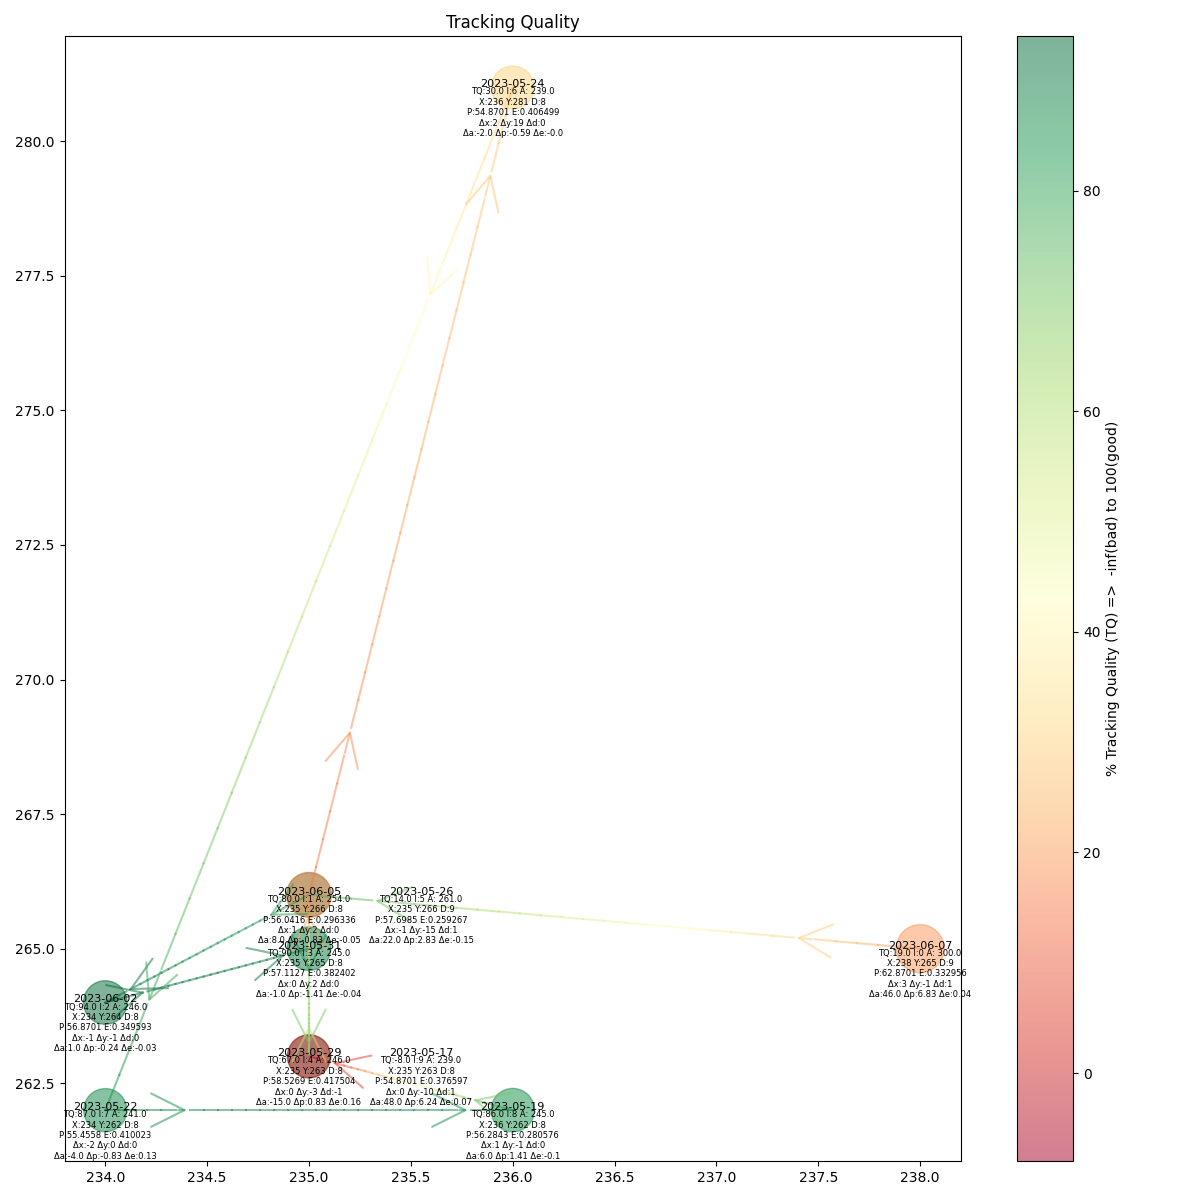 Tracking Quality
2023-05-24
TQ:30.0 I:6 A: 239.0
X:236 Y:281 D:8
P:54.8701 E:0.406499
Δx:2 Δy:19 Δd:0
Δa:-2.0 Δp:-0.59 Δe:-0.0
2023-06-05
TQ:80.0 I:1 A: 254.0
X:235 Y:266 D:8
P:56.0416 E:0.296336
Δx:1 Δd:0
Δa:8.0 Δp:-0.83 Δe:-0.05
2023-05-26
TQ:14.0 I:5 A: 261.0
X:235 Y:266 D:9
P:57.6985 E:0.259267
Δx:-1 Δy:-15 Δd:1
Δa:22.0 Δp:2.83 Δe:-0.15
2023-05-31
TQ:90.0 I:3 A: 245.0
X:235 Y:265 D:8
P:57.1127 E:0.382402
Δx:0 Δy:2 Δd:0
Δa:-1.0 Δp:-1.41 Δe:-0.04
2023-06-07
TQ:19.0 I:0 A: 300.0
X:238 Y:265 D:9
P:62.8701 E:0.332956
Δx:3 Δy:-1 Δd:1
Δa:46.0 Δp:6.83 Δe:0.04
2023-06-02
TQ:94.0 I:2 A: 246.0
X:234 Y:264 D:8
P:56.8701 E:0.349593
Δx:-1 Δy:-1 Δd:0
Δa:1.0 Δp:-0.24 Δe:-0.03
2023-05-29
TQ:67.0 I:4 A: 246.0
X:235 Y:263 D:8
P:58.5269 E:0.417504
Δx:0 Δy:-3 Δd:-1
Δa:-15.0 Δp:0.83 Δe:0.16
2023-05-17
TQ:-8.0 I:9 A: 239.0
X:235 Y:263 D:8
P:54.8701 E:0.376597
Δx:0 Δy:-10 Δd:1
Δa:48.0 Δp:6.24 Δe:-0.07
2023-05-22
TQ:87.0 I:7 A: 241.0
X:234 Y:262 D:8
P:55.4558 E:0.410023
Δx:-2 Δy:0 Δd:0
Δa:-4.0 Δp:-0.83 Δe:0.13
2023-05-19
TQ:86.0 I:8 A: 245.0
X:236 Y:262 D:8
P:56.2843 E:0.280576
Δx:1 Δy:-1 Δd:0
Δa:6.0 Δp:1.41 Δe:-0.1
280.0
277.5
275.0
272.5
270.0
267.5
265.0
262.5
234.0 234.5 235.0 235.5 236.0 236.5 237.0 237.5 238.0
80
60
40
20
0
% Tracking Quality (TQ) => -inf(bad) to 100(good)